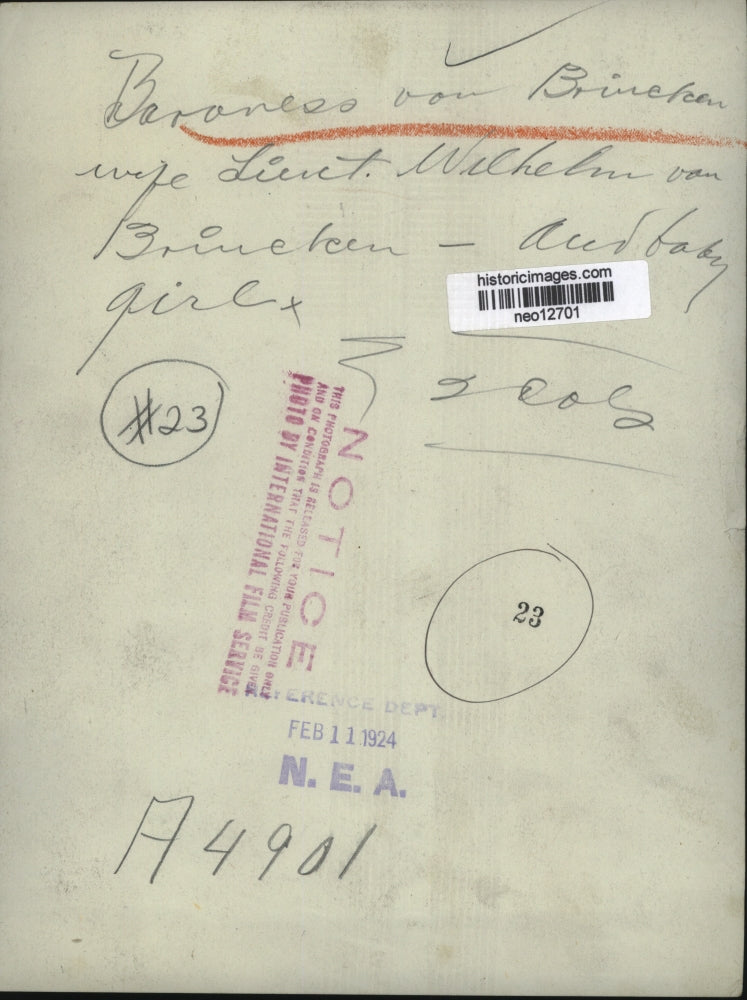 Baroness von Brincken
wife Lieut. Wilhelm von
Brincken — And baby
girl x
historicimages.com
neo12701
#23
2 cols
NOTICE
THIS PHOTOGRAPH IS RELEASED FOR YOUR PUBLICATION ONLY
AND ON CONDITION THAT THE FOLLOWING CREDIT BE GIVEN
PHOTO BY INTERNATIONAL FILM SERVICE
23
REFERENCE DEPT.
FEB 11 1924
N. E. A.
A4901